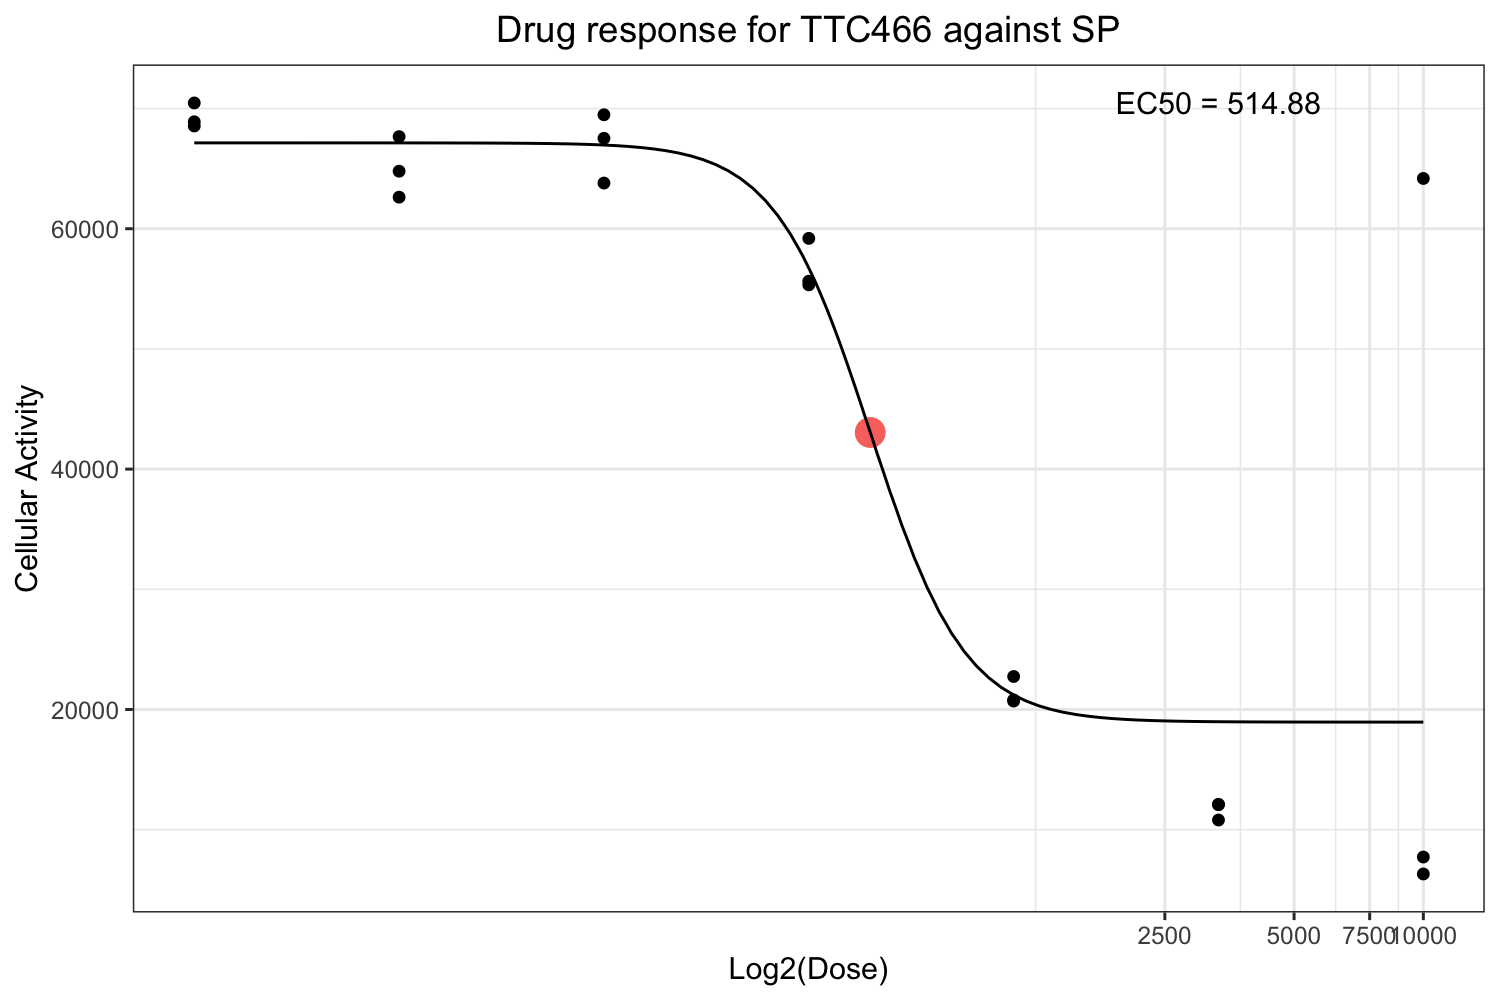 Drug response for TTC466 against SP
EC50 = 514.88
Cellular Activity
60000
40000
20000
2500 5000 7500 10000
Log2(Dose)